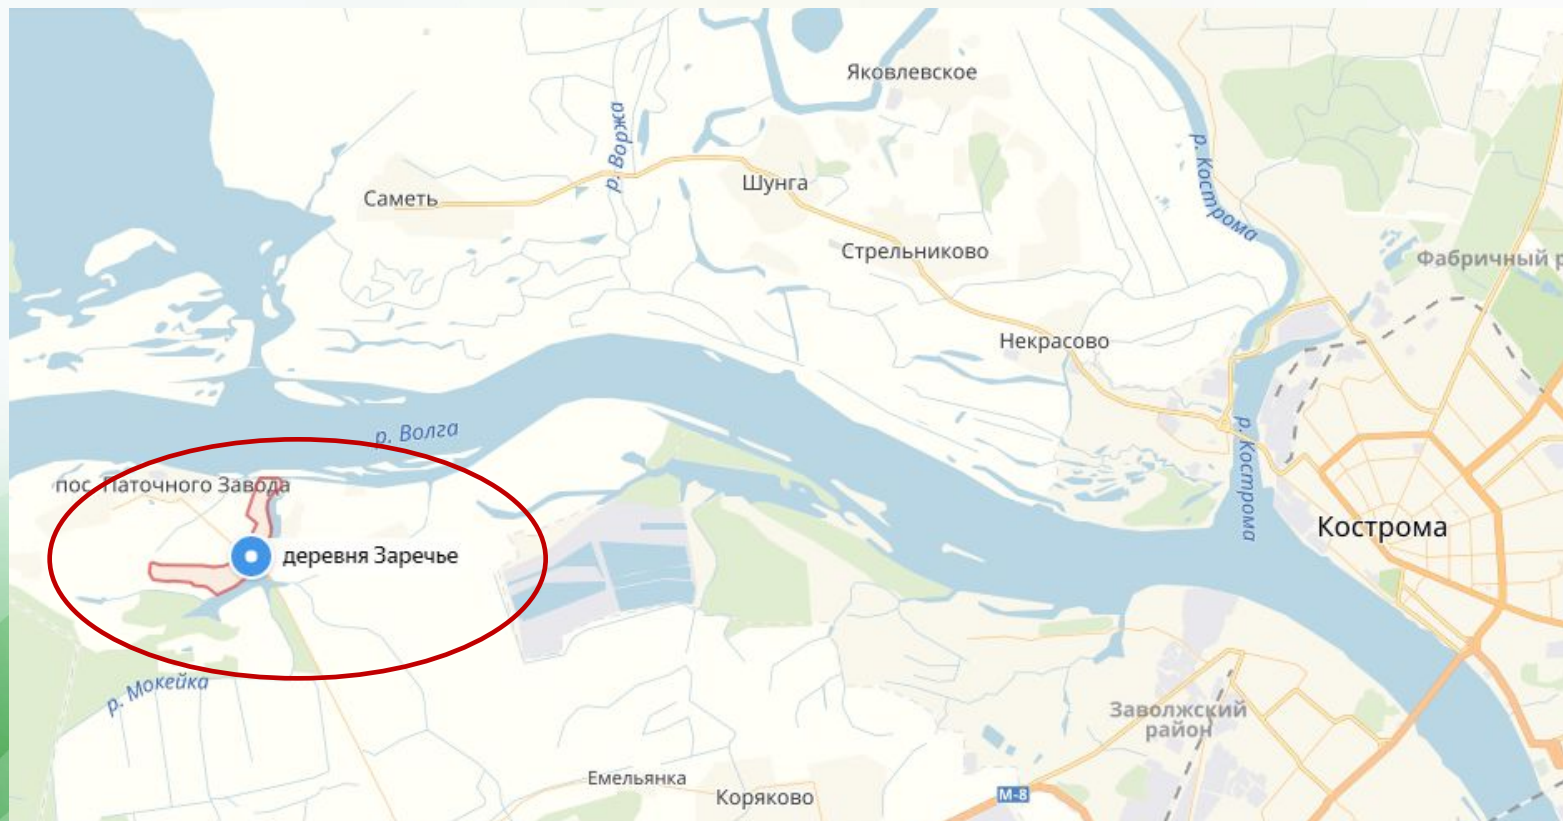 Яковлевское
р. Воржа
р. Кострома
Шунга
Саметь
Стрельниково
Фабричный р
Некрасово
р. Волга
р. Кострома
пос. Паточного Завода
Кострома
деревня Заречье
р. Мокейка
Заволжский
район
Емельянка
Коряково
М-8